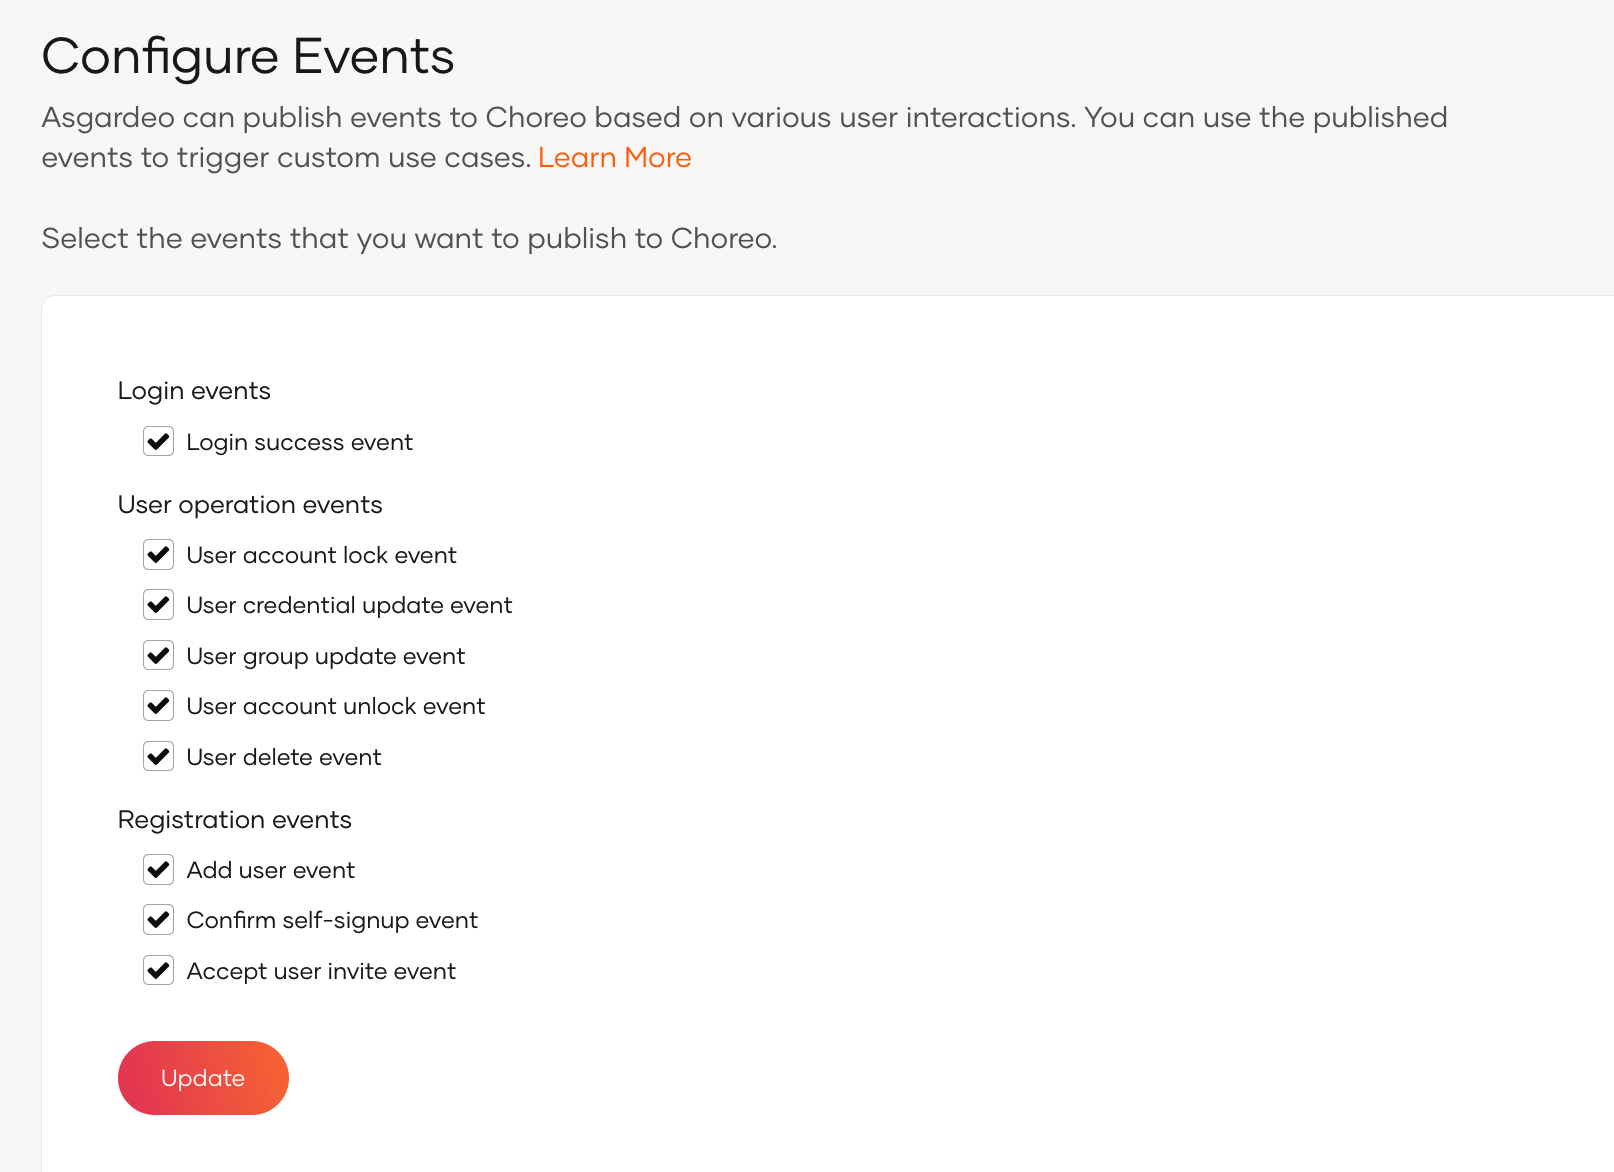 Configure Events
Asgardeo can publish events to Choreo based on various user interactions. You can use the published
events to trigger custom use cases. Learn More
Select the events that you want to publish to Choreo.
Login events
Login success event
User operation events
User account lock event
User credential update event
User group update event
User account unlock event
User delete event
Registration events
Add user event
Confirm self-signup event
Accept user invite event
Update